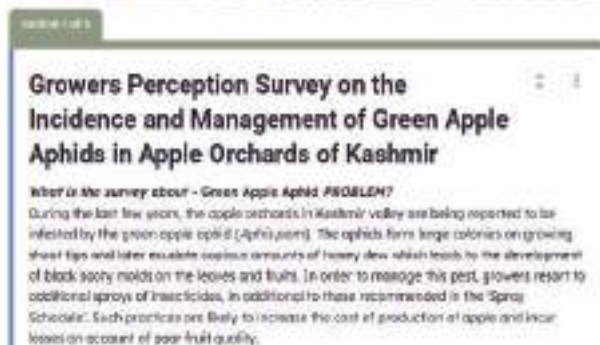 Growers Perception Survey on the
Incidence and Management of Green Apple
Aphids in Apple Orchards of Kashmir
What is the survey about - Green Apple Aphid PROBLEM?
During the last few years, the apple orchards in Kashmir valley are being reported to be
infested by the green apple aphid (Aphis pomi). The aphids form large colonies on growing
shoot tips and later exudate copious amounts of honey dew which leads to the development
of black sooty molds on the leaves and fruits. In order to manage this pest, growers resort to
additional sprays of insecticides, in additional to those recommended in the 'Spray
Schedule'. Such practices are likely to increase the cost of production of apple and incur
losses on account of poor fruit quality.